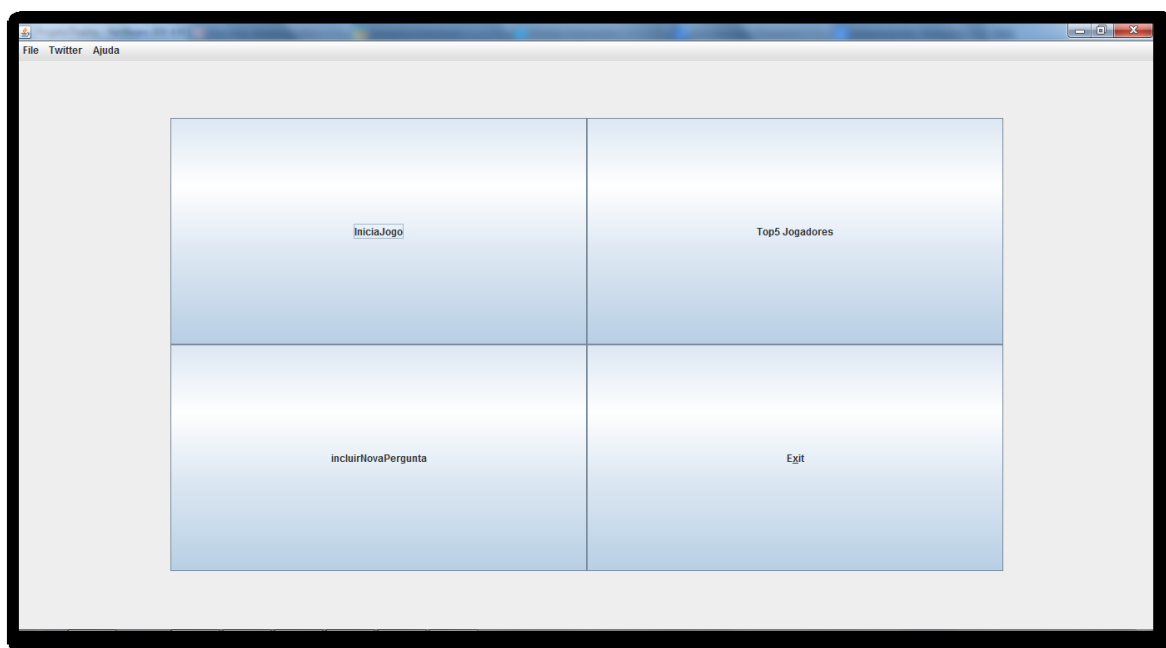 File Twitter Ajuda
IniciaJogo
Top5 Jogadores
incluirNovaPergunta
Exit